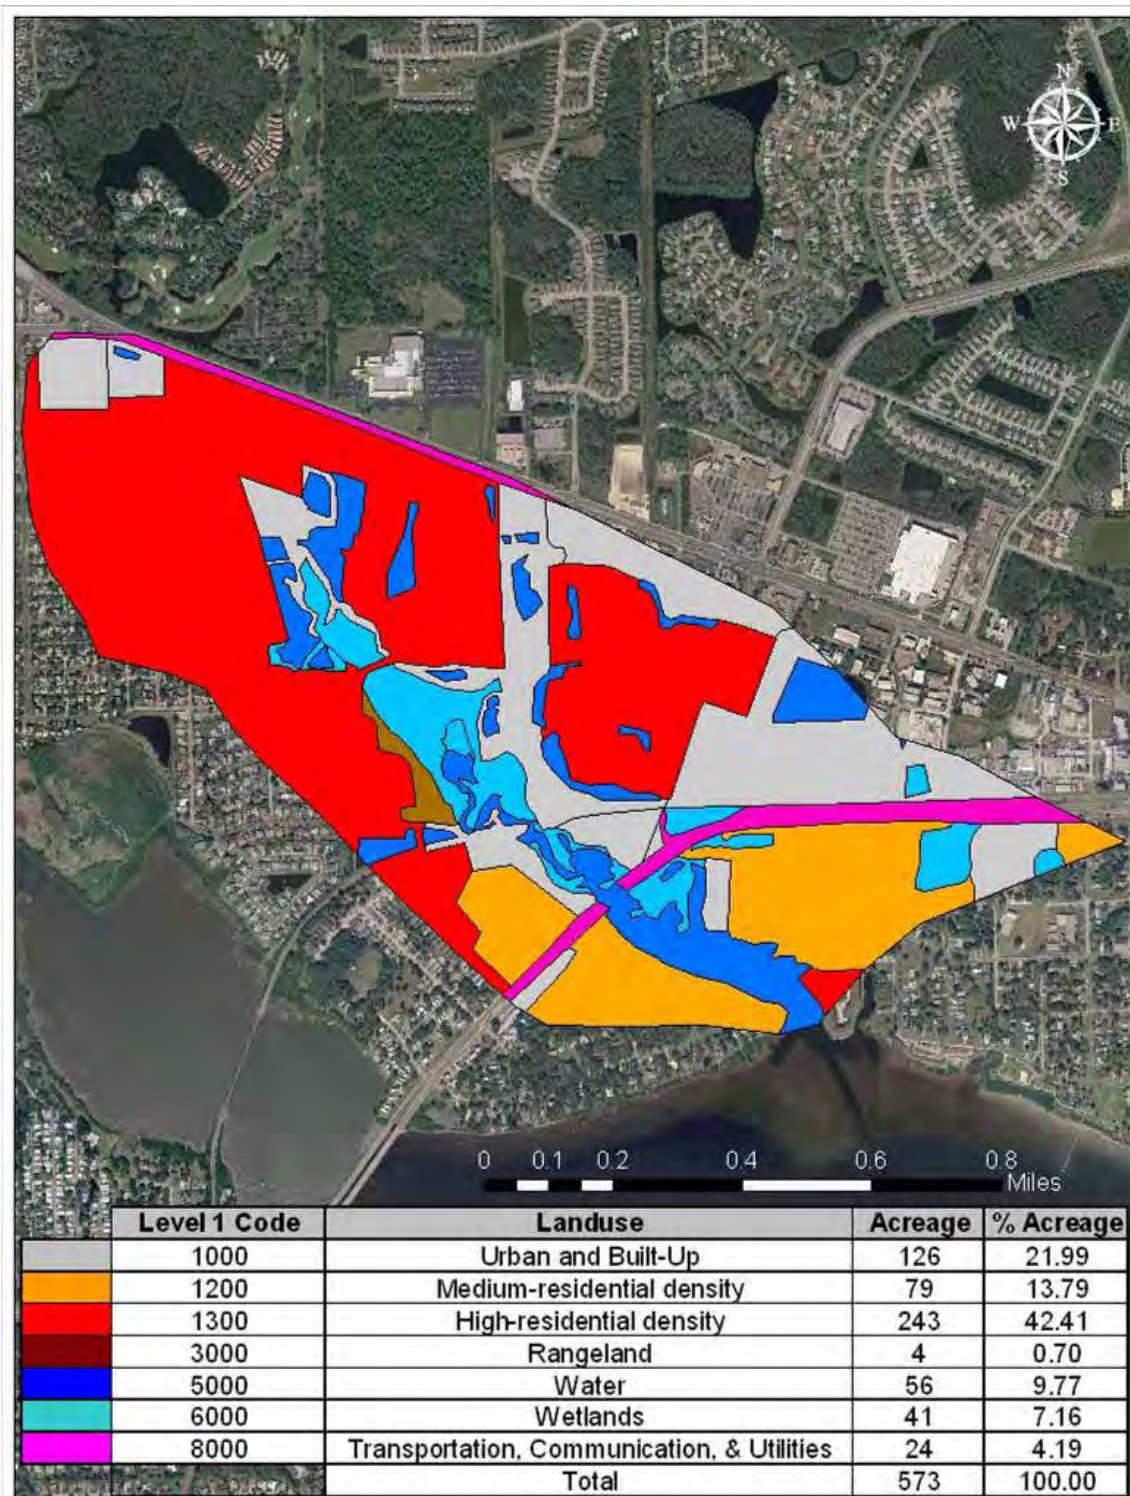 N
W E
S
0 0.1 0.2 0.4 0.6 0.8
Miles
Level 1 Code Landuse Acreage % Acreage
1000 Urban and Built-Up 126 21.99
1200 Medium-residential density 79 13.79
1300 High-residential density 243 42.41
3000 Rangeland 4 0.70
5000 Water 56 9.77
6000 Wetlands 41 7.16
8000 Transportation, Communication, & Utilities 24 4.19
Total 573 100.00